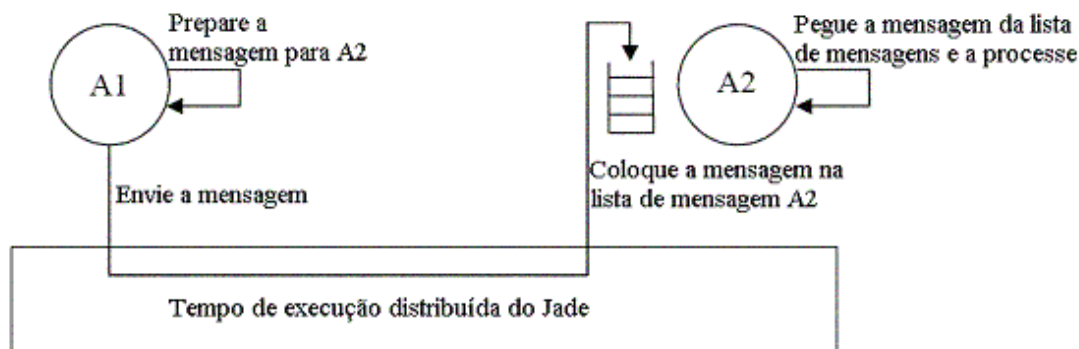 Prepare a
mensagem para A2
A1
Envie a mensagem
Pegue a mensagem da lista
de mensagens e a processe
A2
Coloque a mensagem na
lista de mensagem A2
Tempo de execução distribuída do Jade